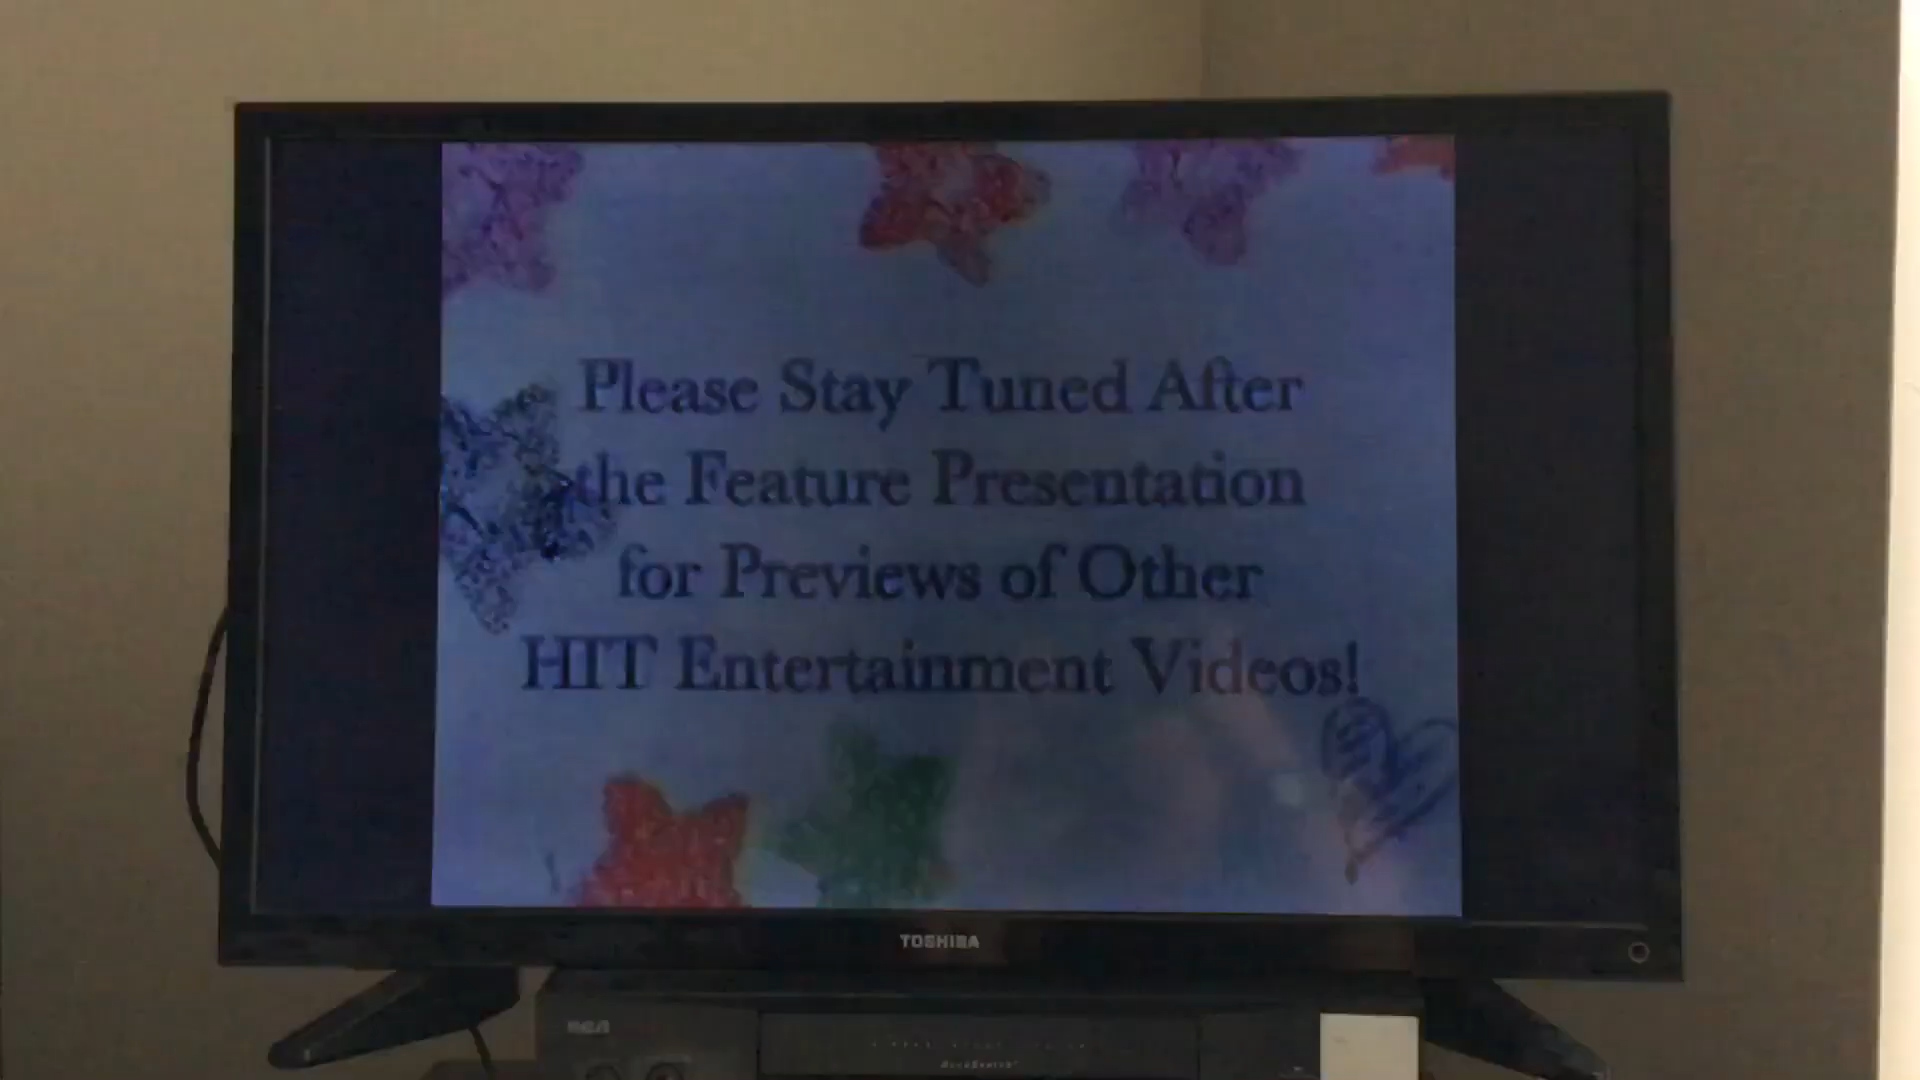 Please Stay Tuned After
the Feature Presentation
for Previews of Other
HIT Entertainment Videos!
TOSHIBA
RCA